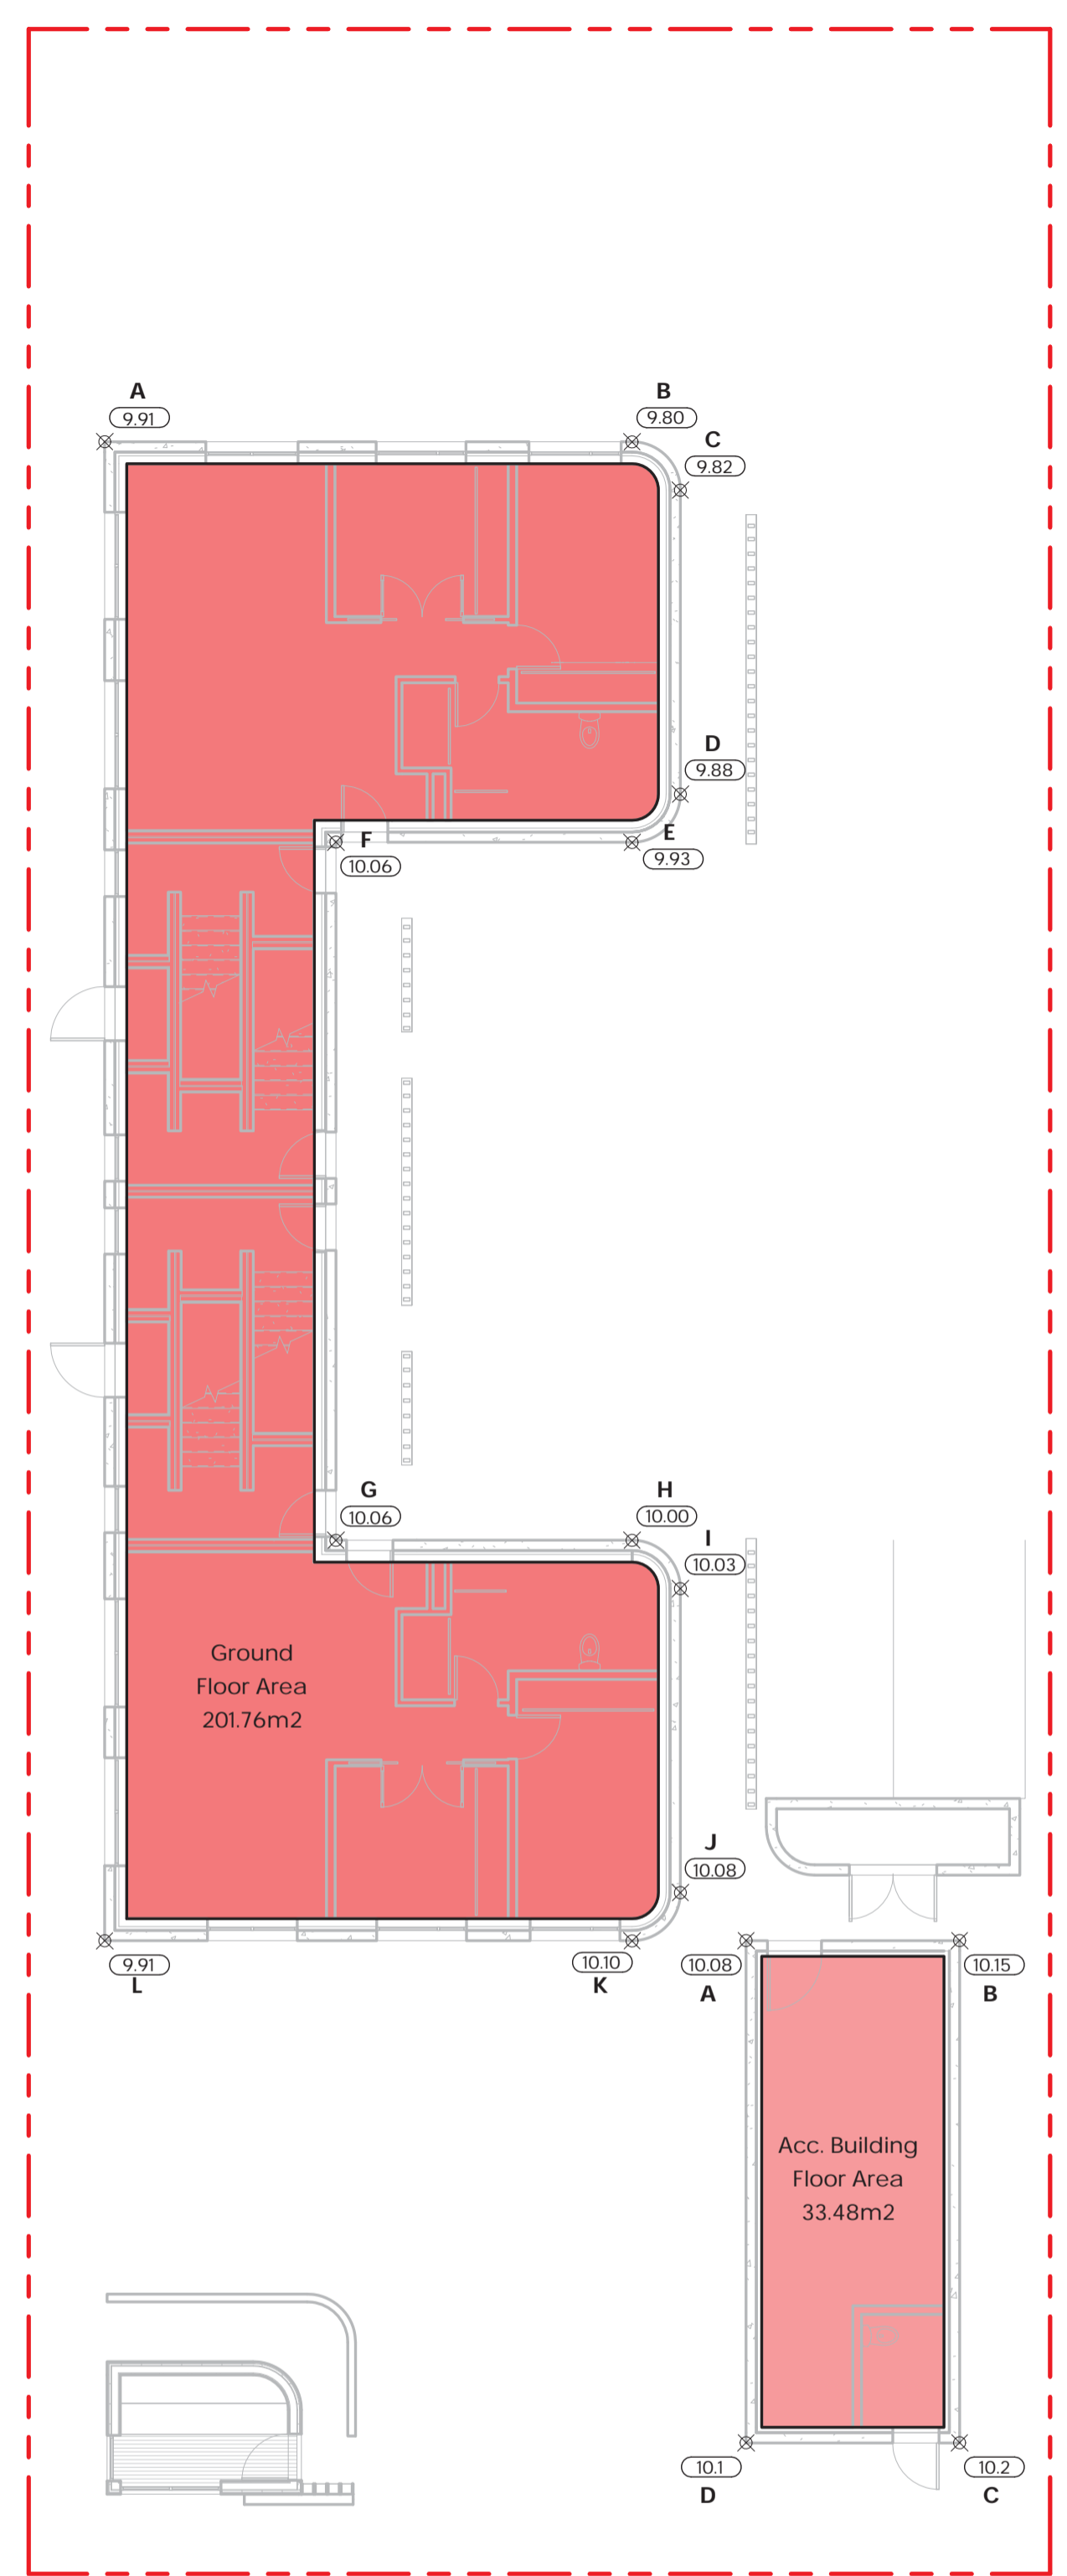 A
9.91
B
9.80
C
9.82
D
9.88
E
9.93
F
10.06
G
10.06
H
10.00
I
10.03
Ground
Floor Area
201.76m2
J
10.08
9.91
L
10.10
K
10.08
A
10.15
B
Acc. Building
Floor Area
33.48m2
10.1
D
10.2
C